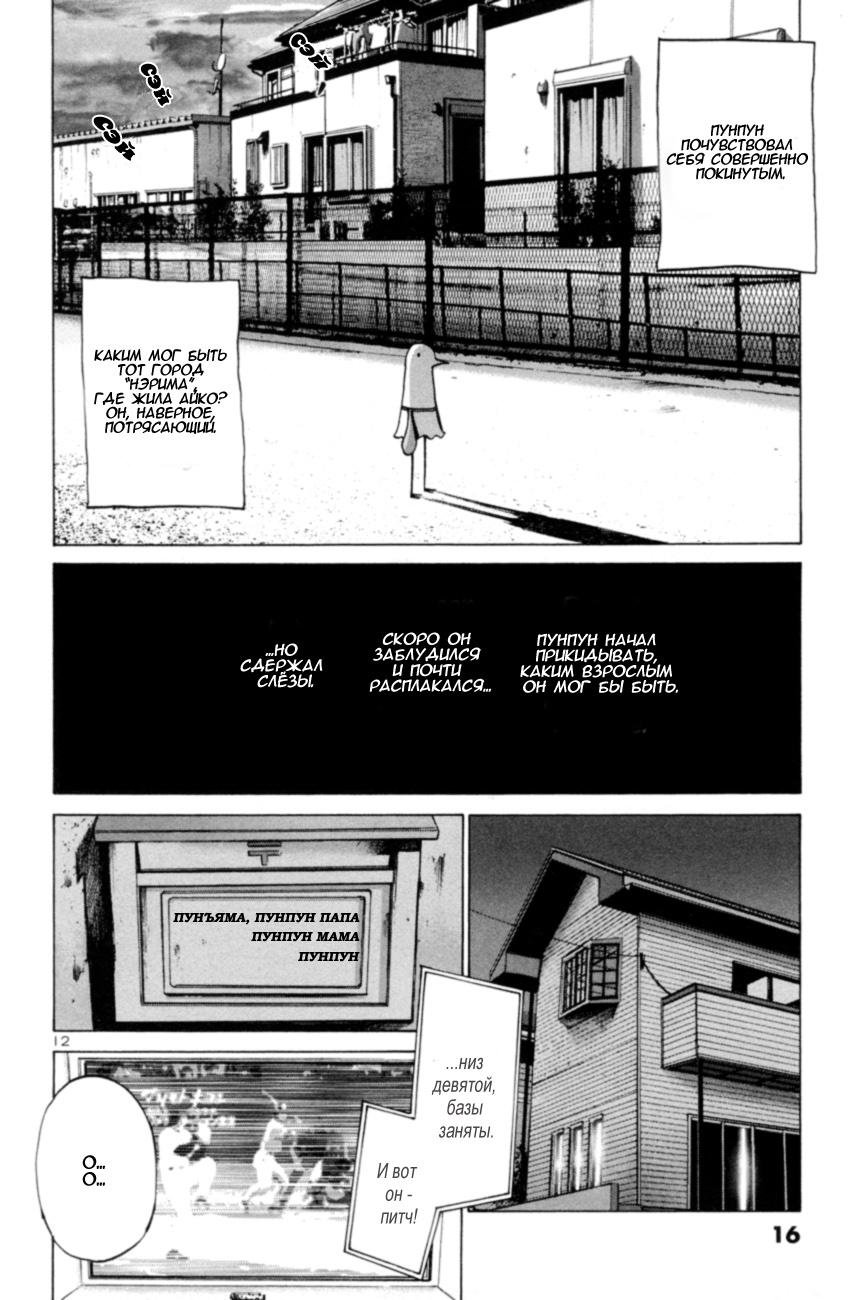 СЭЙ
СЭЙ
СЭЙ
ПУНПУН
ПОЧУВСТВОВАЛ
СЕБЯ СОВЕРШЕННО
ПОКИНУТЫМ.
КАКИМ МОГ БЫТЬ
ТОТ ГОРОД
"НЭРИМА",
ГДЕ ЖИЛА АЙКО?
ОН, НАВЕРНОЕ,
ПОТРЯСАЮЩИЙ.
ПУНПУН НАЧАЛ
ПРИКИДЫВАТЬ,
КАКИМ ВЗРОСЛЫМ
ОН МОГ БЫ БЫТЬ.
СКОРО ОН
ЗАБЛУДИЛСЯ
И ПОЧТИ
РАСПЛАКАЛСЯ...
...НО
СДЕРЖАЛ
СЛЁЗЫ.
ПУНЪЯМА, ПУНПУН ПАПА
ПУНПУН МАМА
ПУНПУН
12
...низ
девятой,
базы
заняты.
И вот
он -
питч!
О...
О...
16